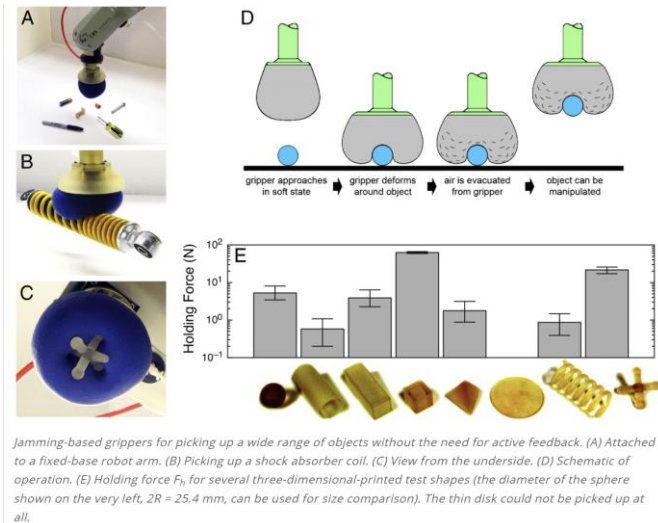 A
B
C
D
gripper approaches
in soft state
gripper deforms
around object
air is evacuated
from gripper
object can be
manipulated
E
Holding Force (N)
10²
10¹
10⁰
10⁻¹
Jamming-based grippers for picking up a wide range of objects without the need for active feedback. (A) Attached
to a fixed-base robot arm. (B) Picking up a shock absorber coil. (C) View from the underside. (D) Schematic of
operation. (E) Holding force Fₕ for several three-dimensional-printed test shapes (the diameter of the sphere
shown on the very left, 2R = 25.4 mm, can be used for size comparison). The thin disk could not be picked up at
all.